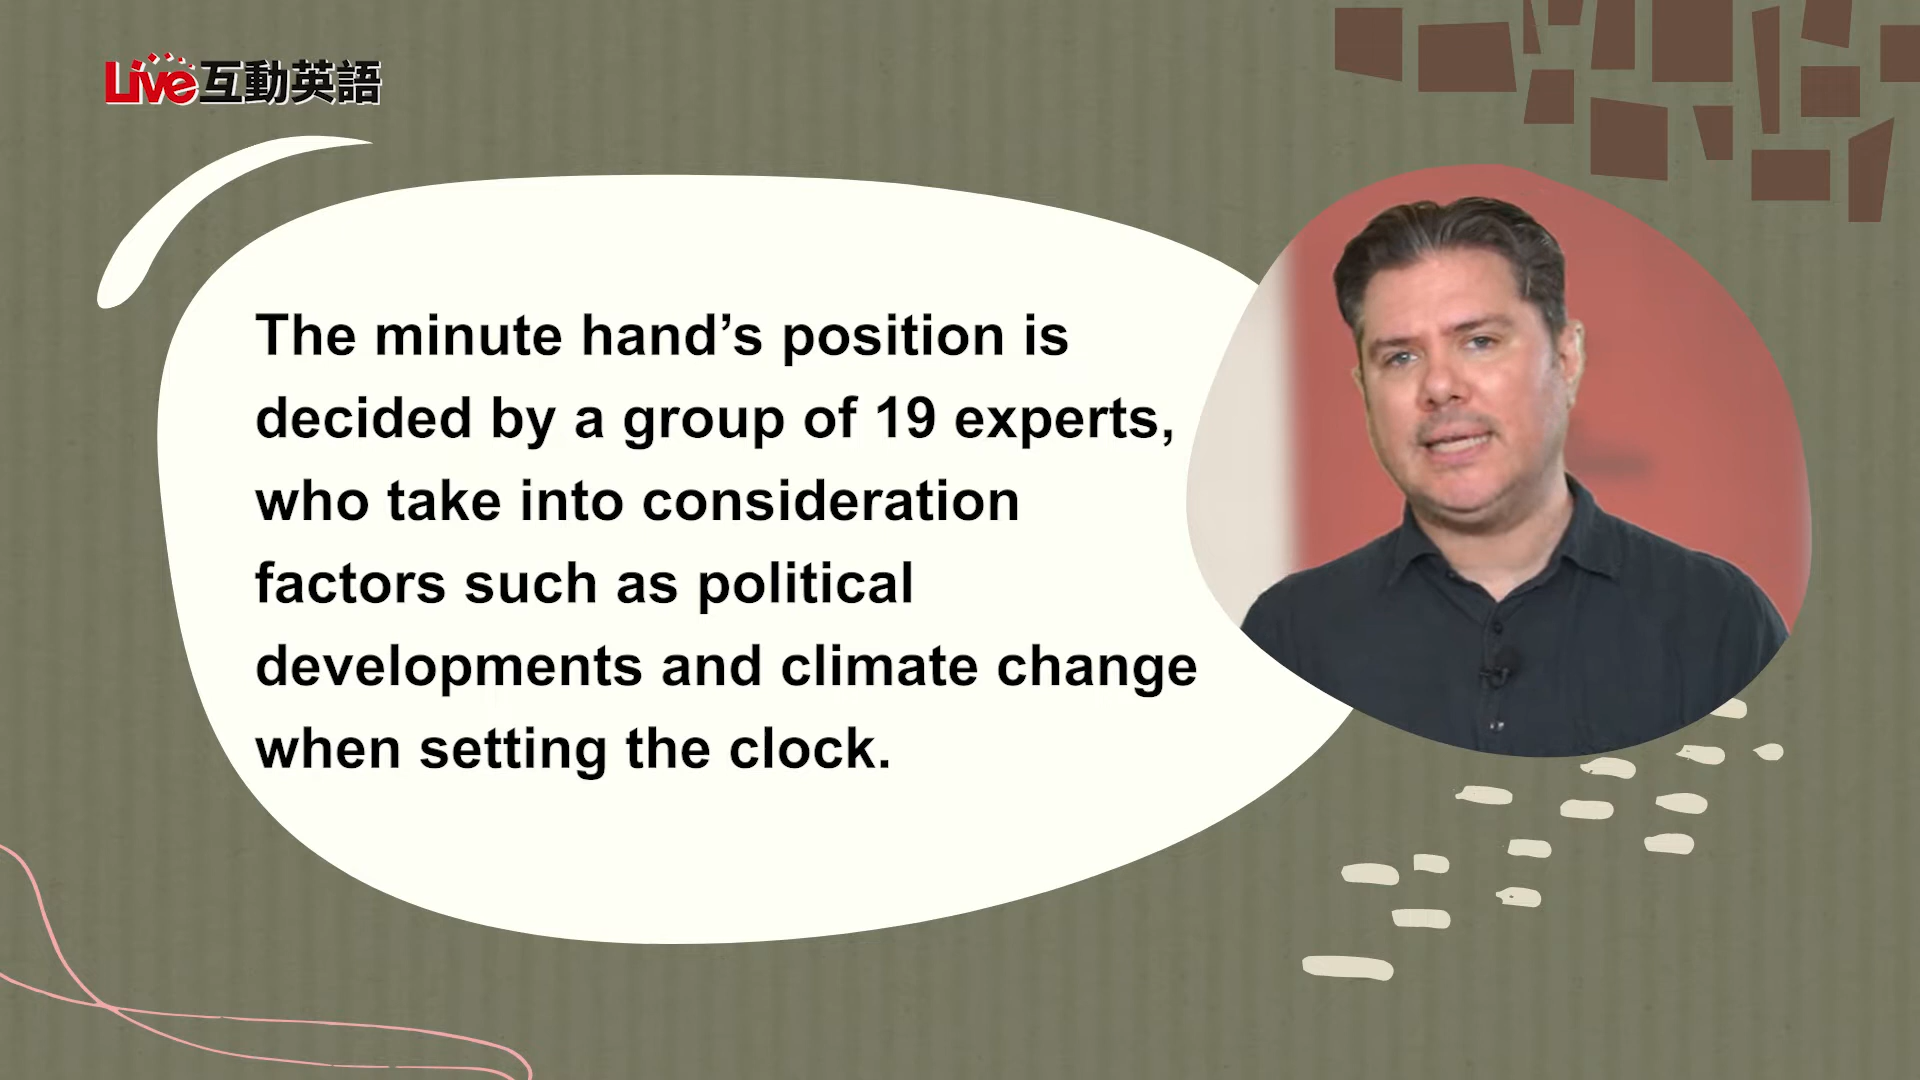 Live互動英語
The minute hand’s position is
decided by a group of 19 experts,
who take into consideration
factors such as political
developments and climate change
when setting the clock.